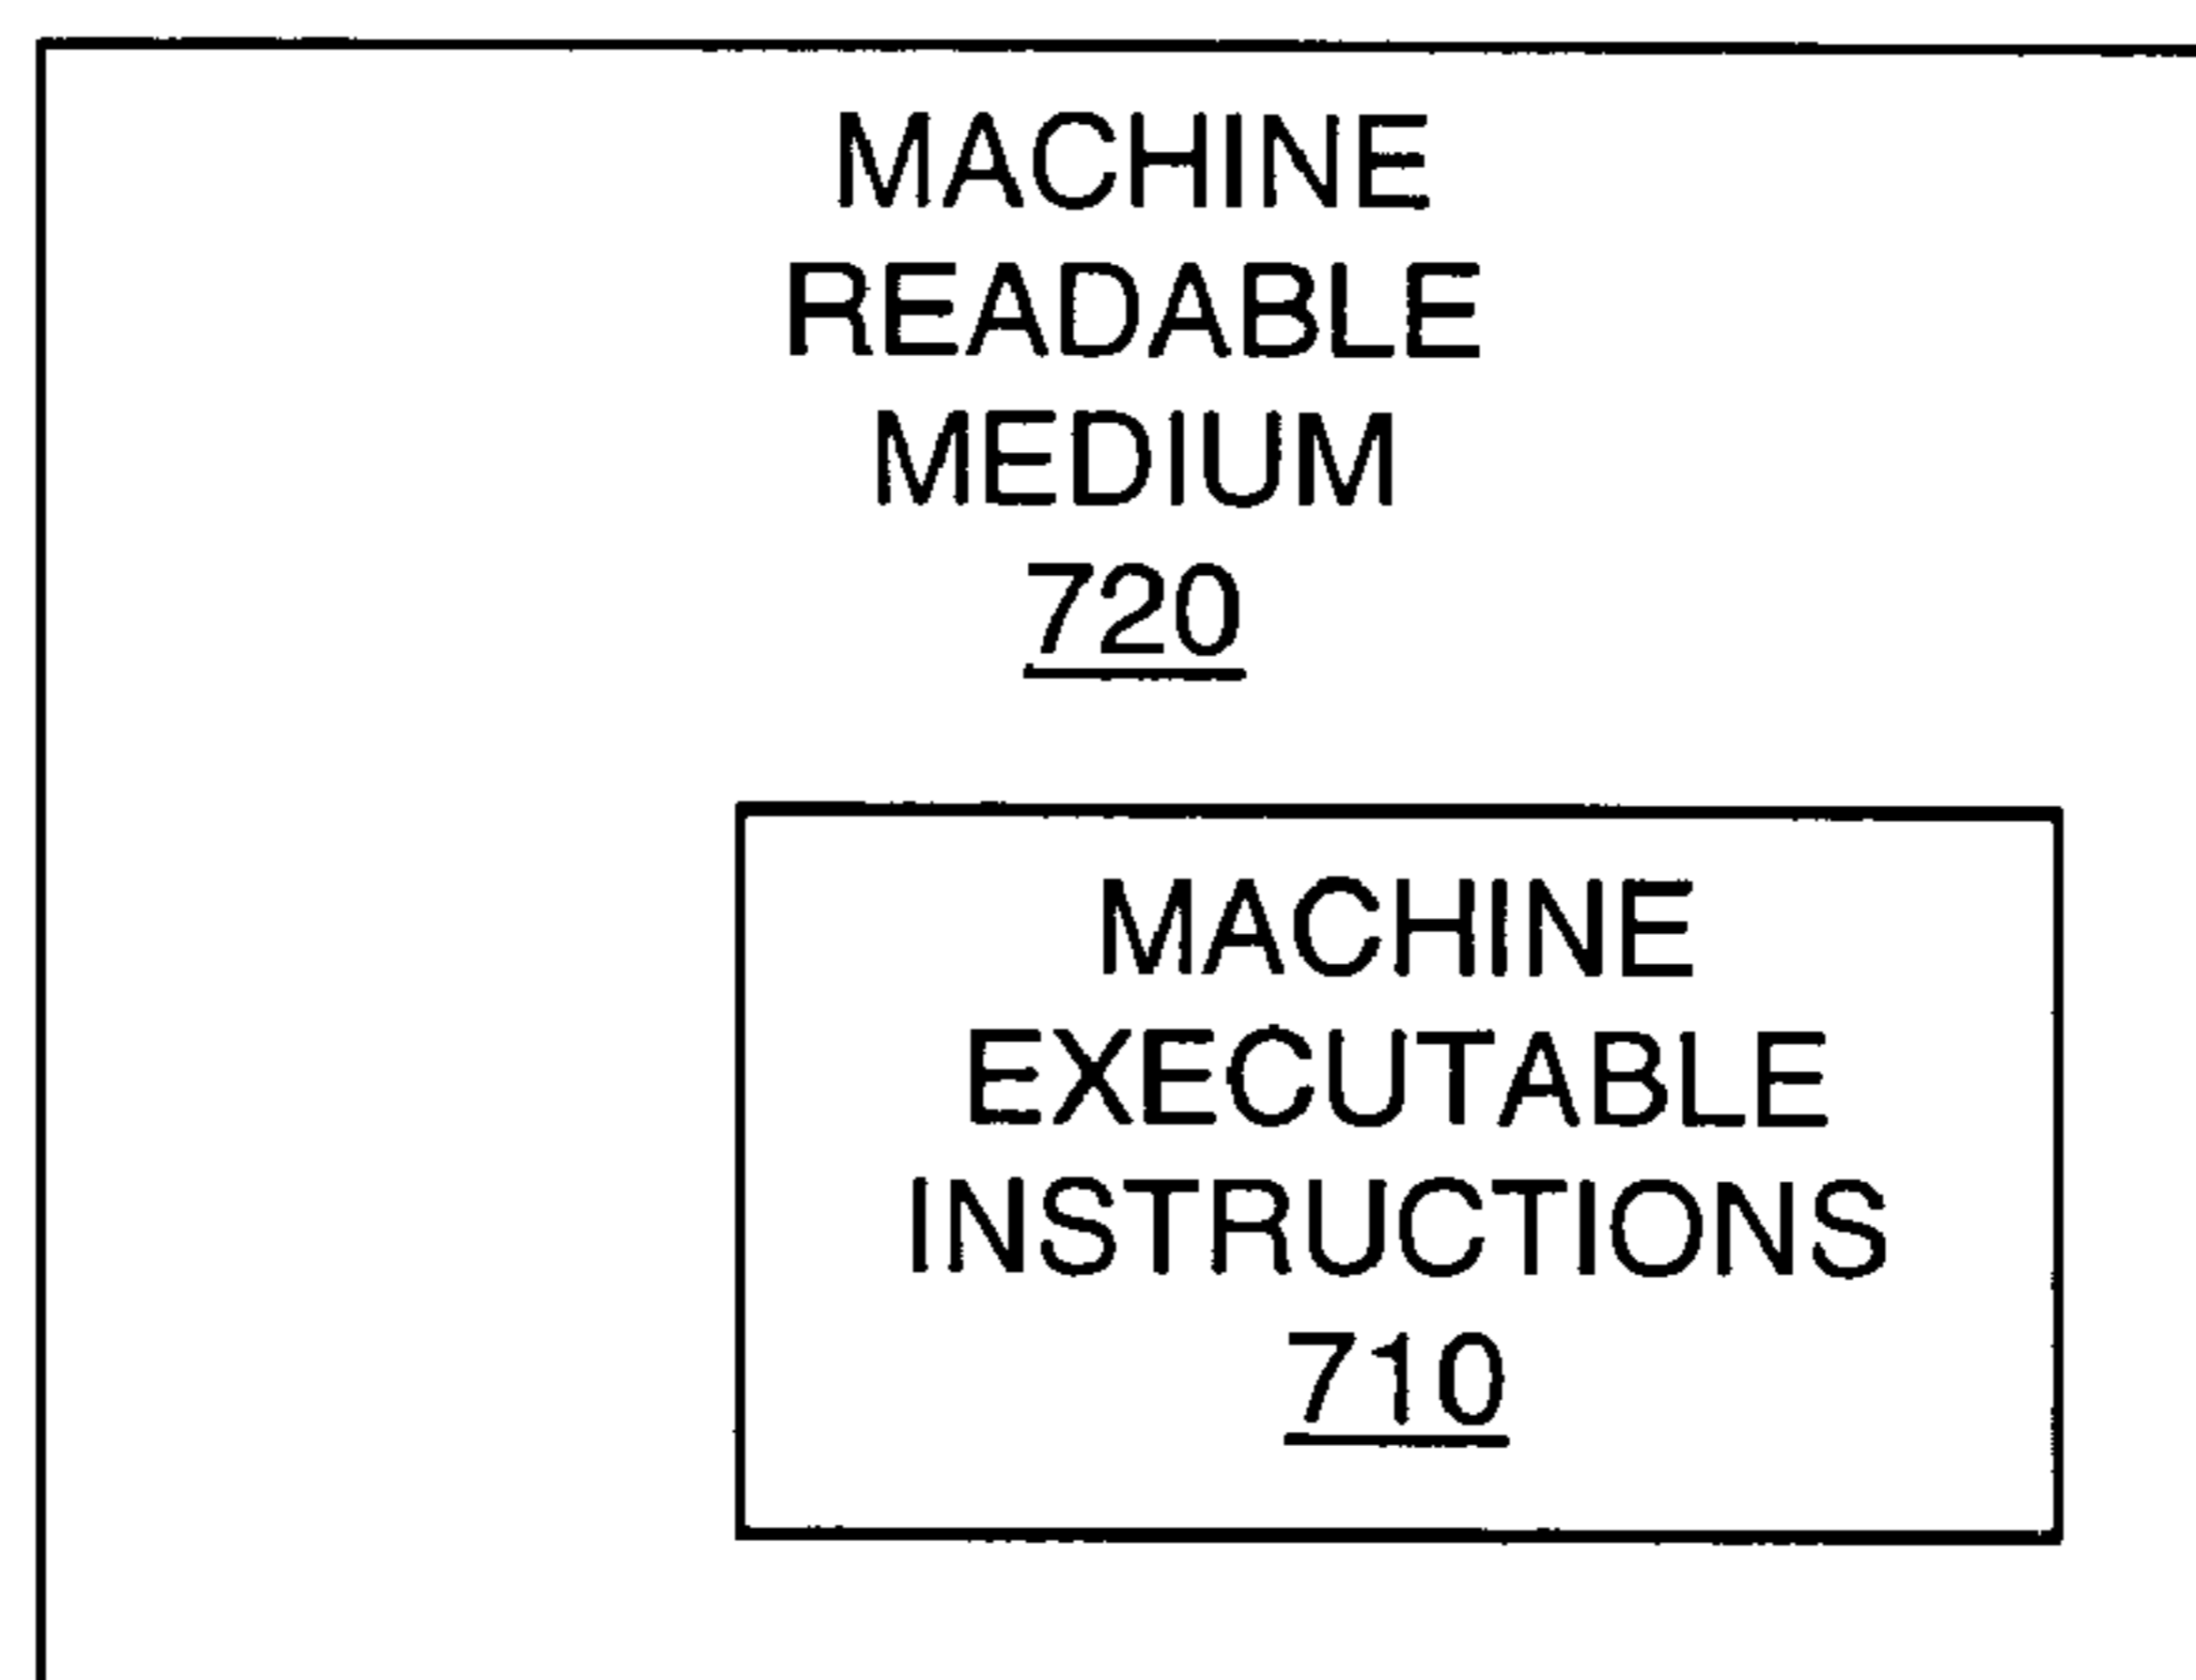 MACHINE
READABLE
MEDIUM
720
MACHINE
EXECUTABLE
INSTRUCTIONS
710